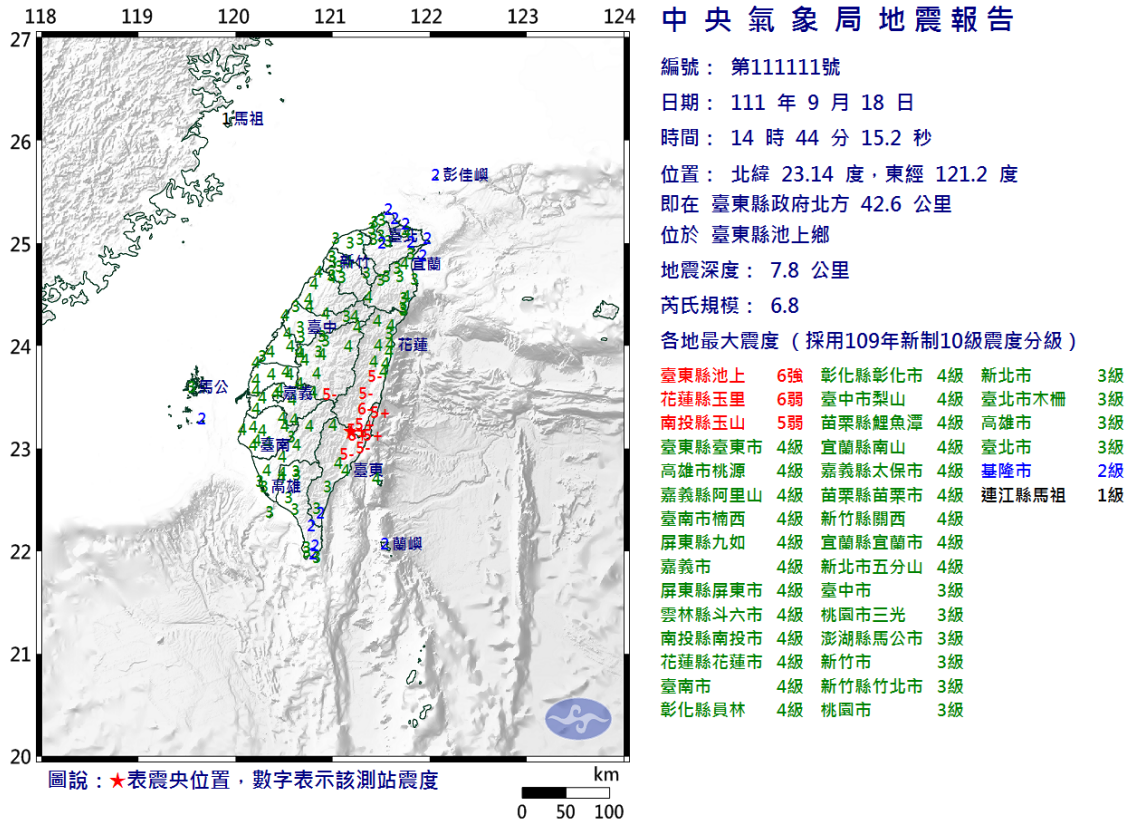 118 119 120 121 122 123 124
27
26
25
24
23
22
21
20
1馬祖
2彭佳嶼
臺北
新竹
宜蘭
臺中
花蓮
馬公
嘉義
臺南
臺東
高雄
2蘭嶼
圖說：★表震央位置，數字表示該測站震度
km
0 50 100
中央氣象局地震報告
編號： 第111111號
日期： 111 年 9 月 18 日
時間： 14 時 44 分 15.2 秒
位置： 北緯 23.14 度，東經 121.2 度
即在 臺東縣政府北方 42.6 公里
位於 臺東縣池上鄉
地震深度： 7.8 公里
芮氏規模： 6.8
各地最大震度（採用109年新制10級震度分級）
臺東縣池上 6強 彰化縣彰化市 4級 新北市 3級
花蓮縣玉里 6弱 臺中市梨山 4級 臺北市木柵 3級
南投縣玉山 5弱 苗栗縣鯉魚潭 4級 高雄市 3級
臺東縣臺東市 4級 宜蘭縣南山 4級 臺北市 3級
高雄市桃源 4級 嘉義縣太保市 4級 基隆市 2級
嘉義縣阿里山 4級 苗栗縣苗栗市 4級 連江縣馬祖 1級
臺南市楠西 4級 新竹縣關西 4級
屏東縣九如 4級 宜蘭縣宜蘭市 4級
嘉義市 4級 新北市五分山 4級
屏東縣屏東市 4級 臺中市 3級
雲林縣斗六市 4級 桃園市三光 3級
南投縣南投市 4級 澎湖縣馬公市 3級
花蓮縣花蓮市 4級 新竹市 3級
臺南市 4級 新竹縣竹北市 3級
彰化縣員林 4級 桃園市 3級